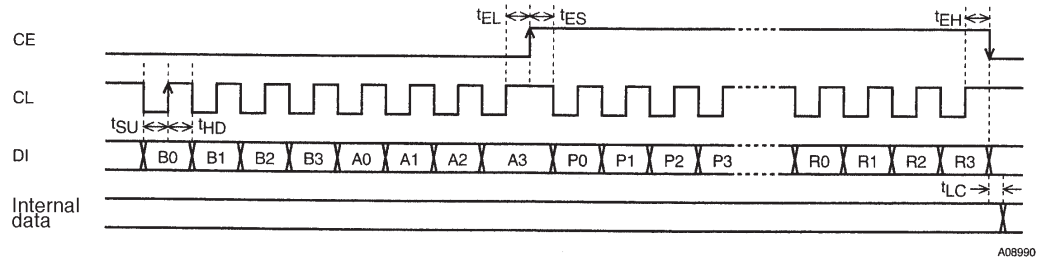 tEL tES tEH
CE
CL
tSU tHD
DI B0 B1 B2 B3 A0 A1 A2 A3 P0 P1 P2 P3 R0 R1 R2 R3
tLC
Internal
data
A08990